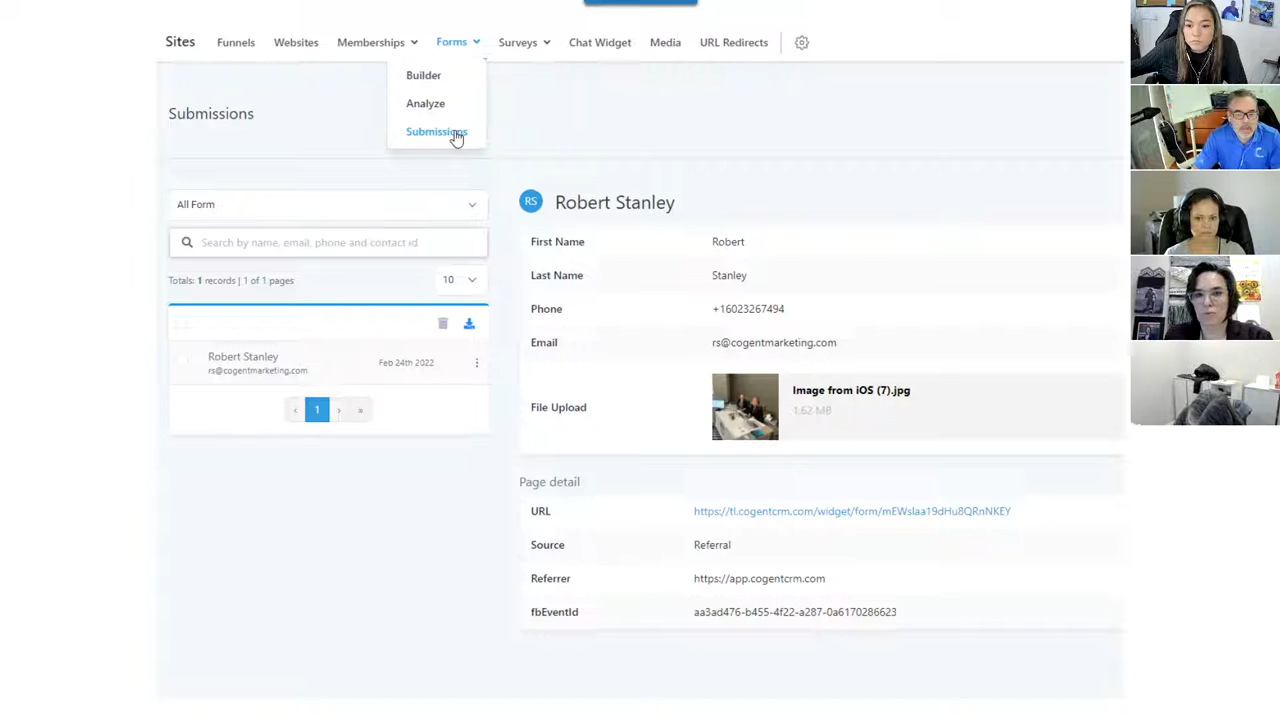 Sites Funnels Websites Memberships Forms Surveys Chat Widget Media URL Redirects
Builder
Analyze
Submissions
Submissions
All Form
Search by name, email, phone and contact id
Totals: 1 records | 1 of 1 pages
10
Robert Stanley
rs@cogentmarketing.com
Feb 24th 2022
‹ 1 › »
RS Robert Stanley
First Name Robert
Last Name Stanley
Phone +16023267494
Email rs@cogentmarketing.com
File Upload
Image from iOS (7).jpg
1.62 MB
Page detail
URL https://tl.cogentcrm.com/widget/form/mEWslaa19dHu8QRnNKEY
Source Referral
Referrer https://app.cogentcrm.com
fbEventId aa3ad476-b455-4f22-a287-0a6170286623